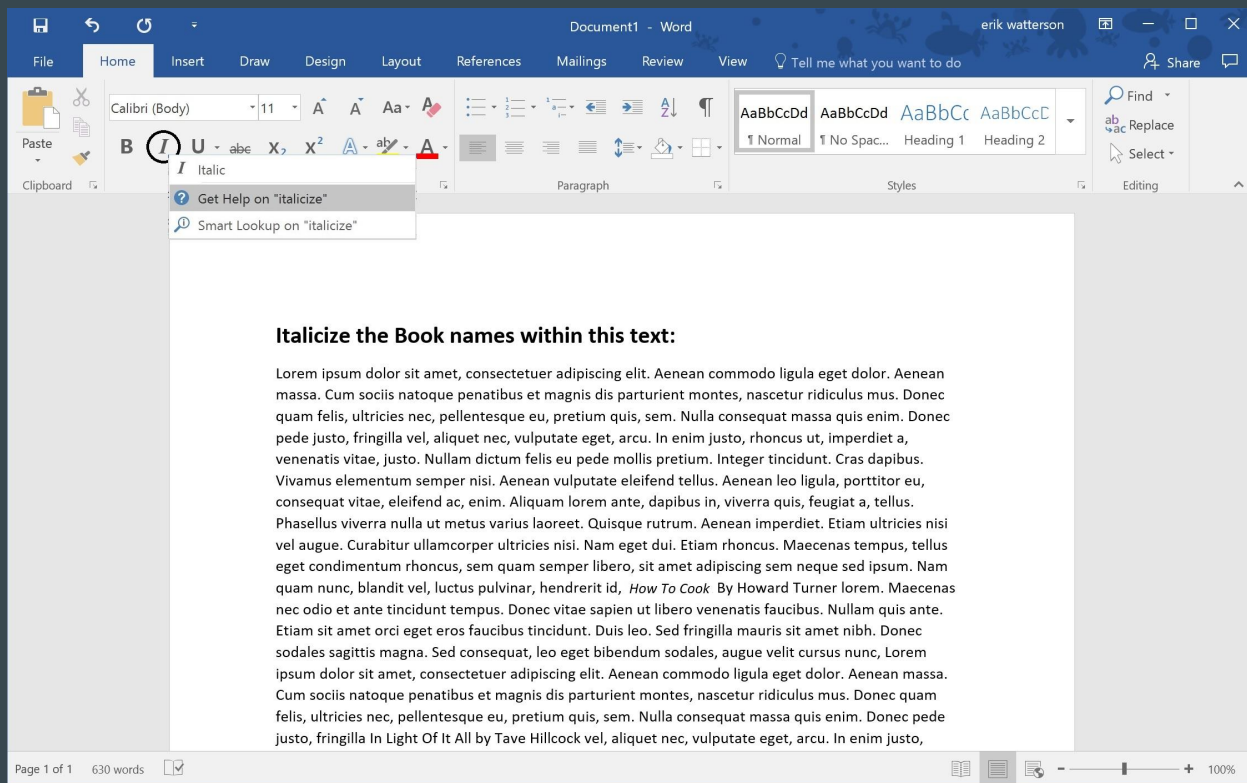 Document1 - Word
erik watterson
File Home Insert Draw Design Layout References Mailings Review View Tell me what you want to do Share
Calibri (Body) 11 A A Aa A
AaBbCcDd AaBbCcDd AaBbCc AaBbCcC
¶ Normal ¶ No Spac... Heading 1 Heading 2
Find
Replace
Select
Paste
B I U abc X₂ X² A ab A
Clipboard Paragraph Styles Editing
I Italic
Get Help on "italicize"
Smart Lookup on "italicize"
Italicize the Book names within this text:
Lorem ipsum dolor sit amet, consectetuer adipiscing elit. Aenean commodo ligula eget dolor. Aenean
massa. Cum sociis natoque penatibus et magnis dis parturient montes, nascetur ridiculus mus. Donec
quam felis, ultricies nec, pellentesque eu, pretium quis, sem. Nulla consequat massa quis enim. Donec
pede justo, fringilla vel, aliquet nec, vulputate eget, arcu. In enim justo, rhoncus ut, imperdiet a,
venenatis vitae, justo. Nullam dictum felis eu pede mollis pretium. Integer tincidunt. Cras dapibus.
Vivamus elementum semper nisi. Aenean vulputate eleifend tellus. Aenean leo ligula, porttitor eu,
consequat vitae, eleifend ac, enim. Aliquam lorem ante, dapibus in, viverra quis, feugiat a, tellus.
Phasellus viverra nulla ut metus varius laoreet. Quisque rutrum. Aenean imperdiet. Etiam ultricies nisi
vel augue. Curabitur ullamcorper ultricies nisi. Nam eget dui. Etiam rhoncus. Maecenas tempus, tellus
eget condimentum rhoncus, sem quam semper libero, sit amet adipiscing sem neque sed ipsum. Nam
quam nunc, blandit vel, luctus pulvinar, hendrerit id, How To Cook By Howard Turner lorem. Maecenas
nec odio et ante tincidunt tempus. Donec vitae sapien ut libero venenatis faucibus. Nullam quis ante.
Etiam sit amet orci eget eros faucibus tincidunt. Duis leo. Sed fringilla mauris sit amet nibh. Donec
sodales sagittis magna. Sed consequat, leo eget bibendum sodales, augue velit cursus nunc, Lorem
ipsum dolor sit amet, consectetuer adipiscing elit. Aenean commodo ligula eget dolor. Aenean massa.
Cum sociis natoque penatibus et magnis dis parturient montes, nascetur ridiculus mus. Donec quam
felis, ultricies nec, pellentesque eu, pretium quis, sem. Nulla consequat massa quis enim. Donec pede
justo, fringilla In Light Of It All by Tave Hillcock vel, aliquet nec, vulputate eget, arcu. In enim justo,
Page 1 of 1 630 words 100%